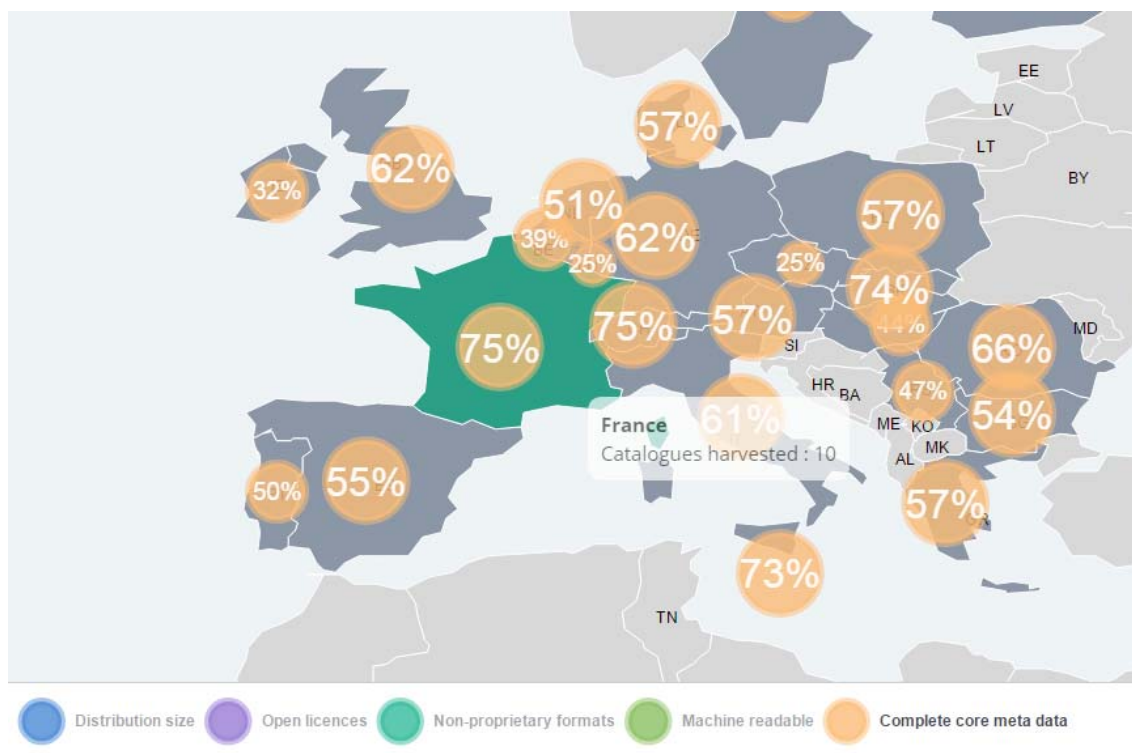 EE
LV
LT
BY
57%
62%
32%
51%
57%
39%
62%
25%
25%
74%
75%
75%
57%
44%
SI
66%
MD
HR
BA
47%
61%
54%
ME
KO
MK
AL
France
Catalogues harvested : 10
50%
55%
57%
73%
TN
Distribution size
Open licences
Non-proprietary formats
Machine readable
Complete core meta data